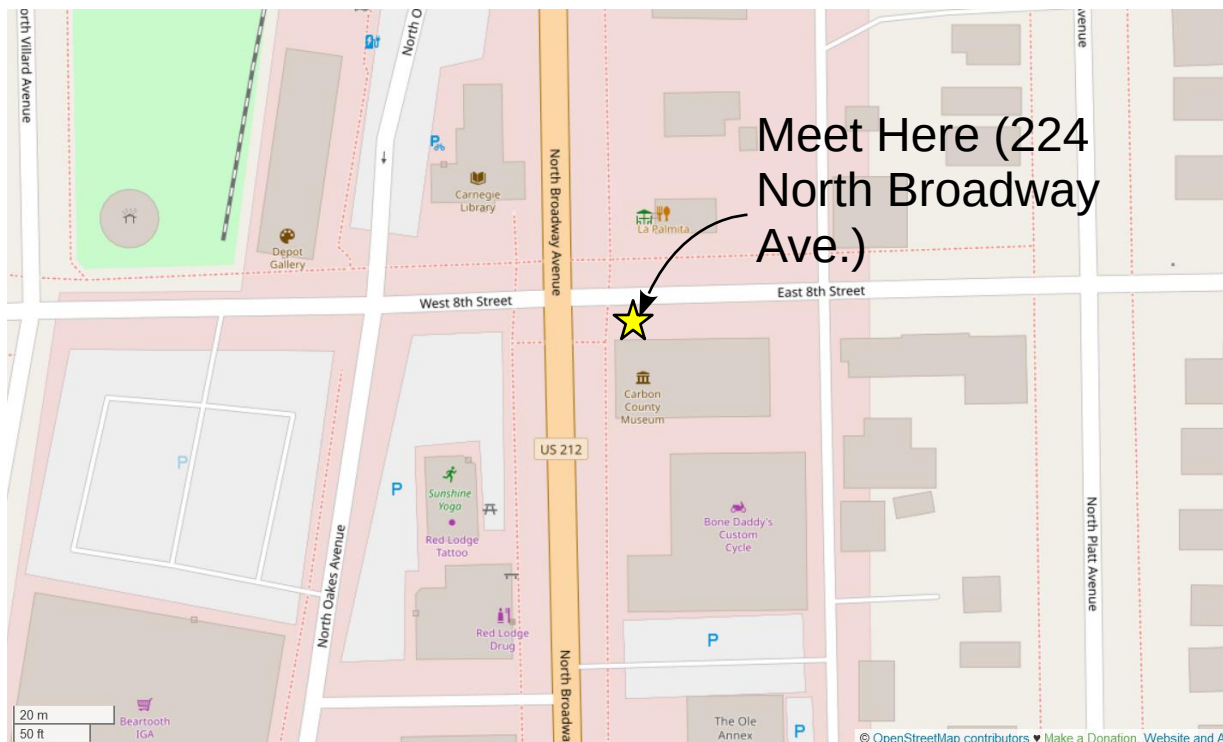 orth Villard Avenue
North O
venue
Meet Here (224
North Broadway
Ave.)
Carnegie
Library
North Broadway Avenue
La Palmita
Depot
Gallery
West 8th Street
East 8th Street
Carbon
County
Museum
US 212
P
P
Sunshine
Yoga
Red Lodge
Tattoo
Bone Daddy's
Custom
Cycle
North Oakes Avenue
North Platt Avenue
Red Lodge
Drug
P
North Broadwa
Beartooth
IGA
The Ole
Annex
P
20 m
50 ft
© OpenStreetMap contributors ♥ Make a Donation. Website and A